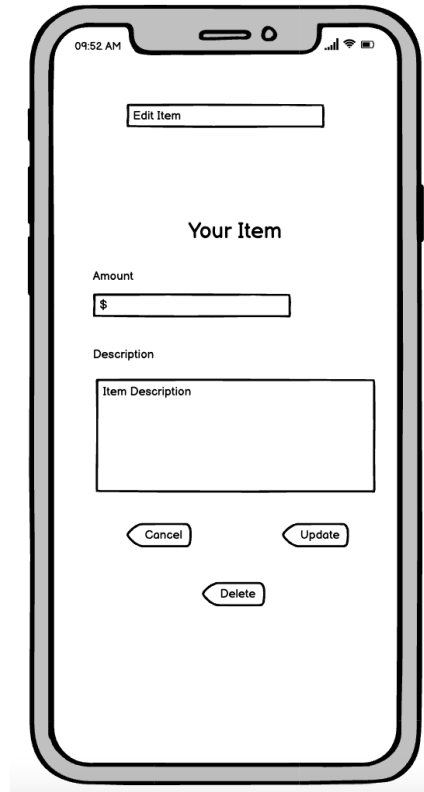 09:52 AM
Edit Item
Your Item
Amount
$
Description
Item Description
Cancel
Update
Delete